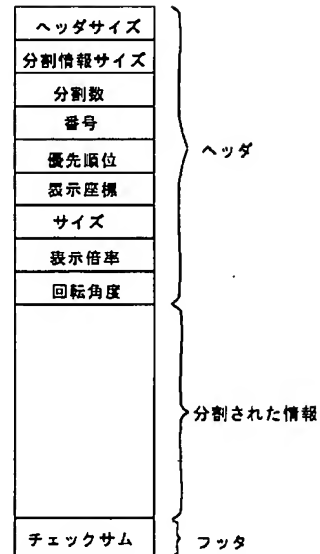 ヘッダサイズ
分割情報サイズ
分割数
番号
優先順位
表示座標
サイズ
表示倍率
回転角度
ヘッダ
分割された情報
チェックサム
フッタ